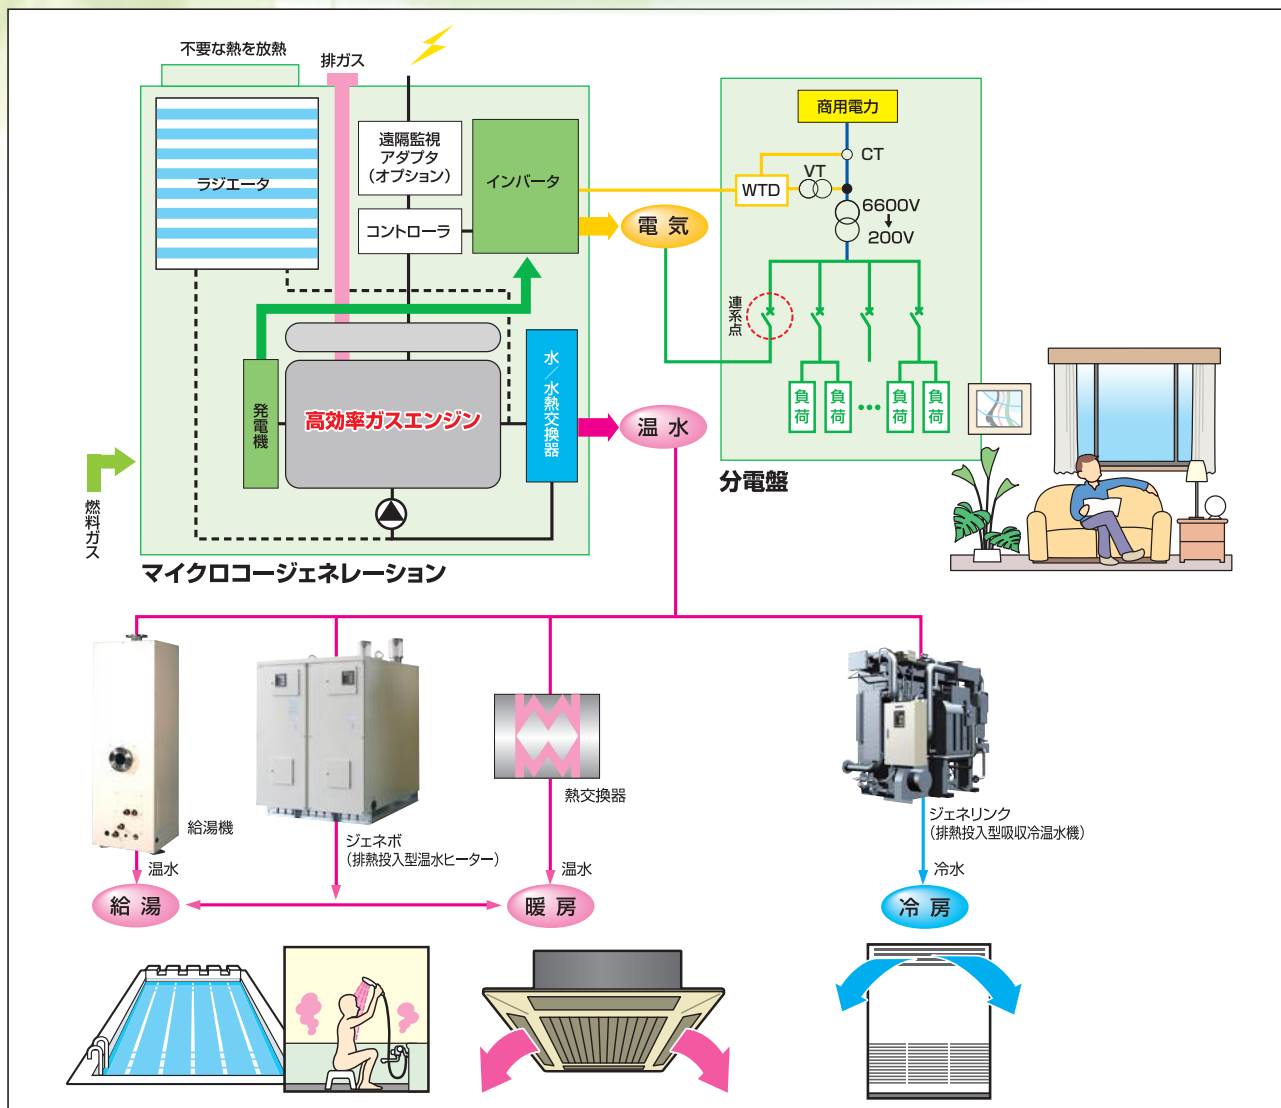 不要な熱を放熱
排ガス
ラジエータ
遠隔監視
アダプタ
（オプション）
コントローラ
インバータ
発電機
高効率ガスエンジン
水／水熱交換器
燃料ガス
マイクロコージェネレーション
電気
温水
商用電力
CT
VT
WTD
6600V
200V
連系点
負荷
負荷
•••
負荷
負荷
分電盤
給湯機
ジェネボ
（排熱投入型温水ヒーター）
熱交換器
ジェネリンク
（排熱投入型吸収冷温水機）
温水
温水
冷水
給湯
暖房
冷房